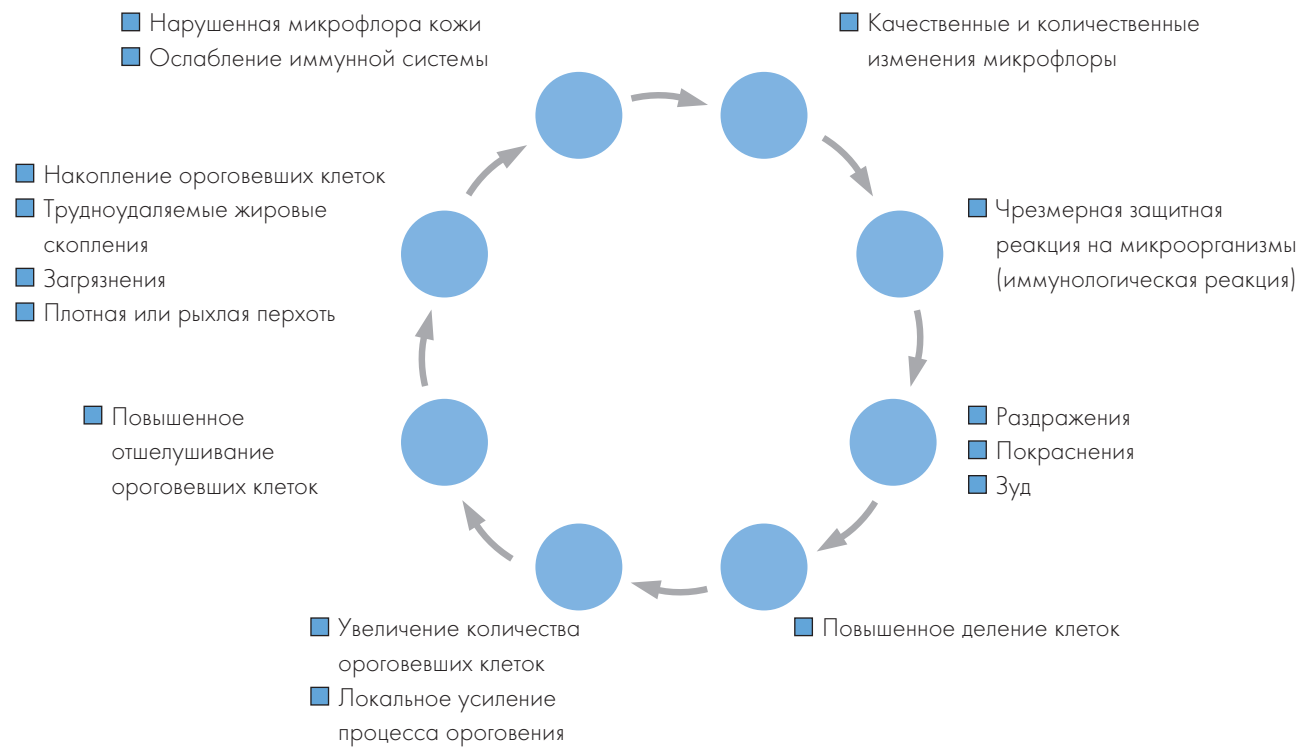 Нарушенная микрофлора кожи
Ослабление иммунной системы
Качественные и количественные
изменения микрофлоры
Накопление ороговевших клеток
Трудноудаляемые жировые
скопления
Загрязнения
Плотная или рыхлая перхоть
Чрезмерная защитная
реакция на микроорганизмы
(иммунологическая реакция)
Повышенное
отшелушивание
ороговевших клеток
Раздражения
Покраснения
Зуд
Увеличение количества
ороговевших клеток
Локальное усиление
процесса ороговения
Повышенное деление клеток